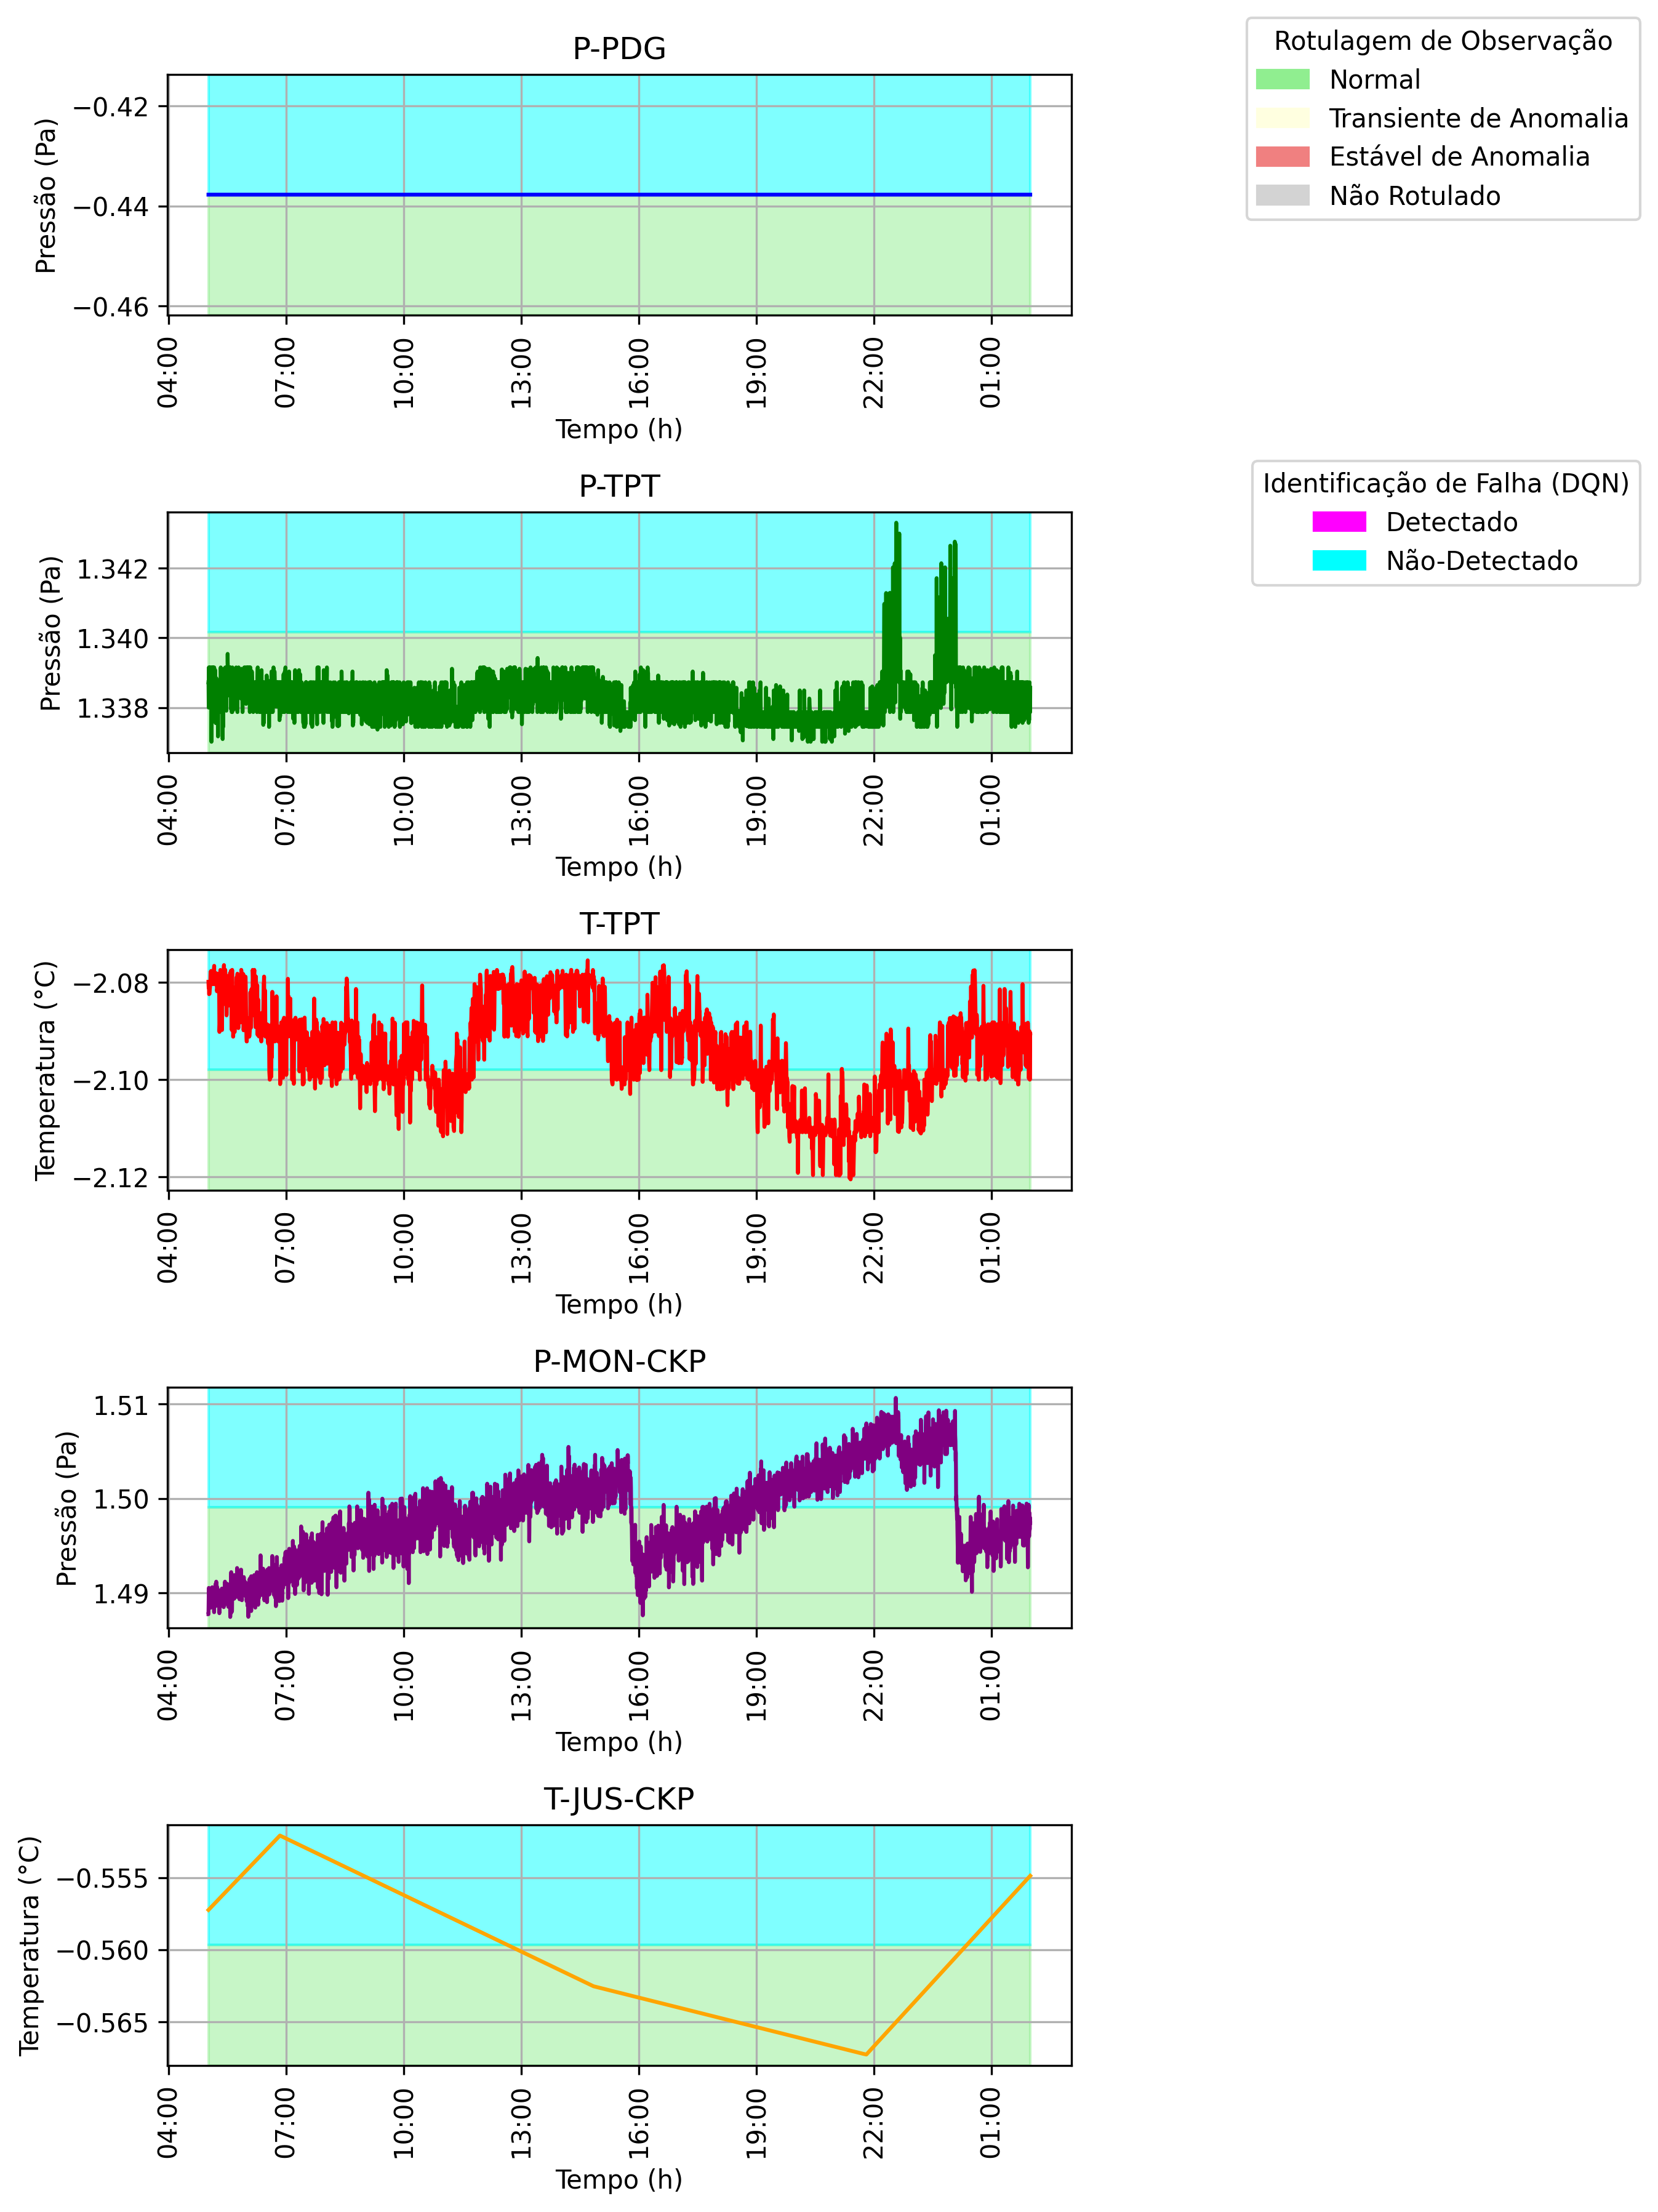 P-PDG
Pressão (Pa)
−0.42
−0.44
−0.46
04:00 07:00 10:00 13:00 16:00 19:00 22:00 01:00
Tempo (h)
Rotulagem de Observação
Normal
Transiente de Anomalia
Estável de Anomalia
Não Rotulado
P-TPT
Pressão (Pa)
1.342
1.340
1.338
04:00 07:00 10:00 13:00 16:00 19:00 22:00 01:00
Tempo (h)
Identificação de Falha (DQN)
Detectado
Não-Detectado
T-TPT
Temperatura (°C)
−2.08
−2.10
−2.12
04:00 07:00 10:00 13:00 16:00 19:00 22:00 01:00
Tempo (h)
P-MON-CKP
Pressão (Pa)
1.51
1.50
1.49
04:00 07:00 10:00 13:00 16:00 19:00 22:00 01:00
Tempo (h)
T-JUS-CKP
Temperatura (°C)
−0.555
−0.560
−0.565
04:00 07:00 10:00 13:00 16:00 19:00 22:00 01:00
Tempo (h)